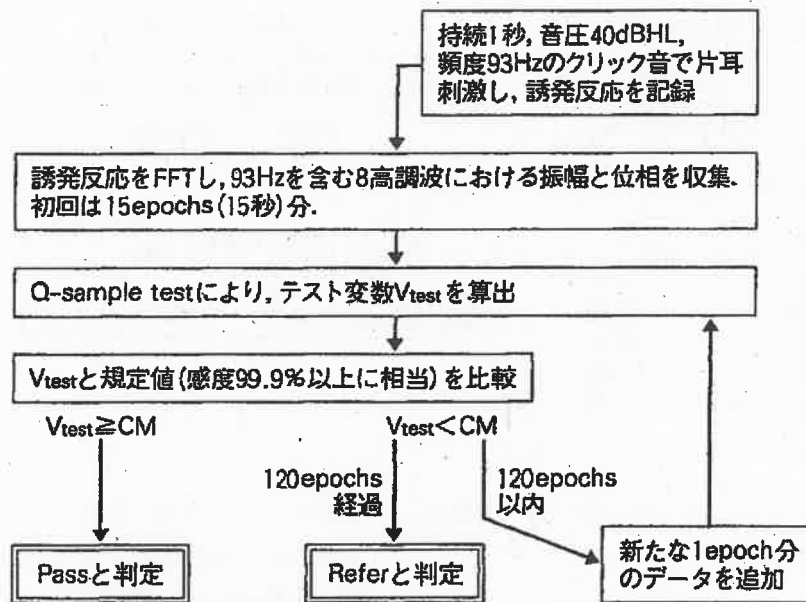 持続1秒，音圧40dBHL，
頻度93Hzのクリック音で片耳
刺激し，誘発反応を記録
誘発反応をFFTし，93Hzを含む8高調波における振幅と位相を収集．
初回は15epochs（15秒）分．
Q-sample testにより，テスト変数Vtestを算出
Vtestと規定値（感度99.9％以上に相当）を比較
Vtest≧CM
Vtest＜CM
120epochs
経過
120epochs
以内
Passと判定
Referと判定
新たな1epoch分
のデータを追加